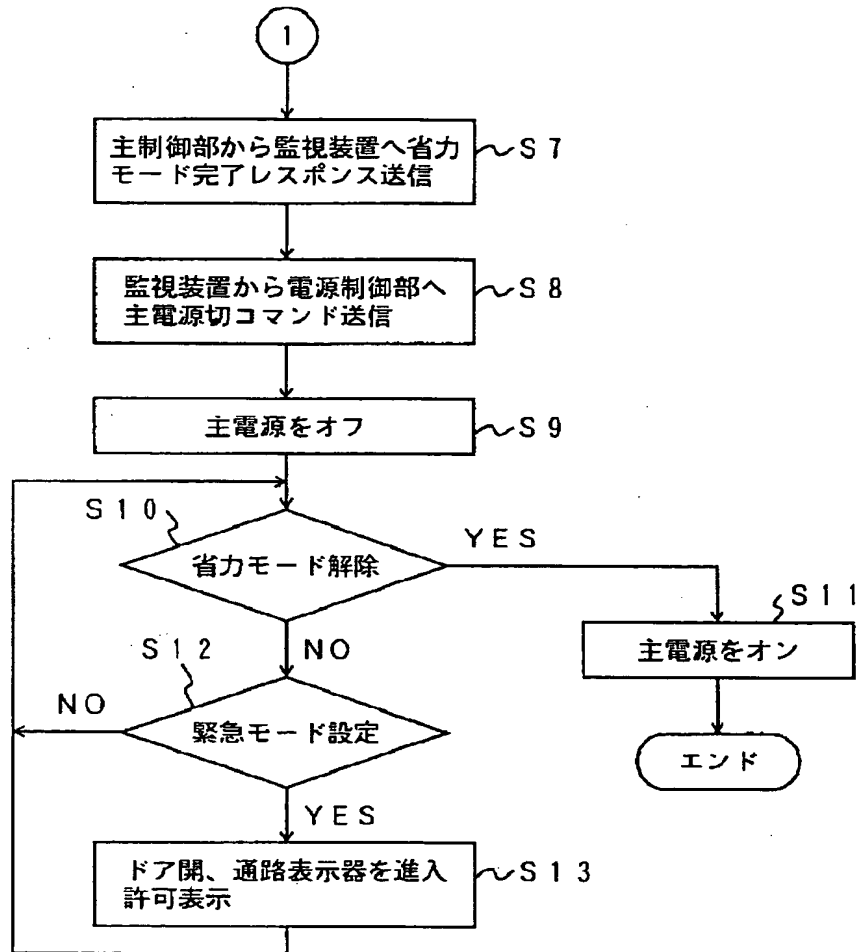 1
主制御部から監視装置へ省力
モード完了レスポンス送信
S7
監視装置から電源制御部へ
主電源切コマンド送信
S8
主電源をオフ
S9
S10
省力モード解除
YES
S11
主電源をオン
エンド
NO
S12
緊急モード設定
NO
YES
ドア開、通路表示器を進入
許可表示
S13